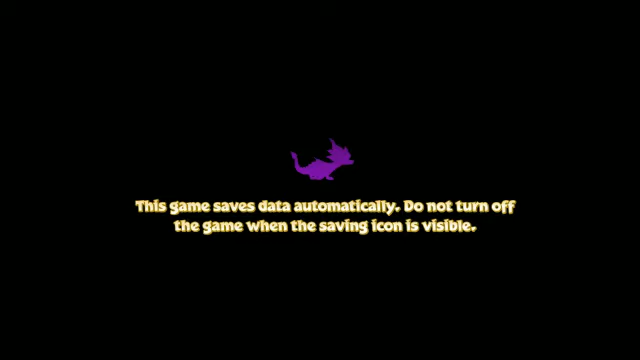 This game saves data automatically. Do not turn off
the game when the saving icon is visible.